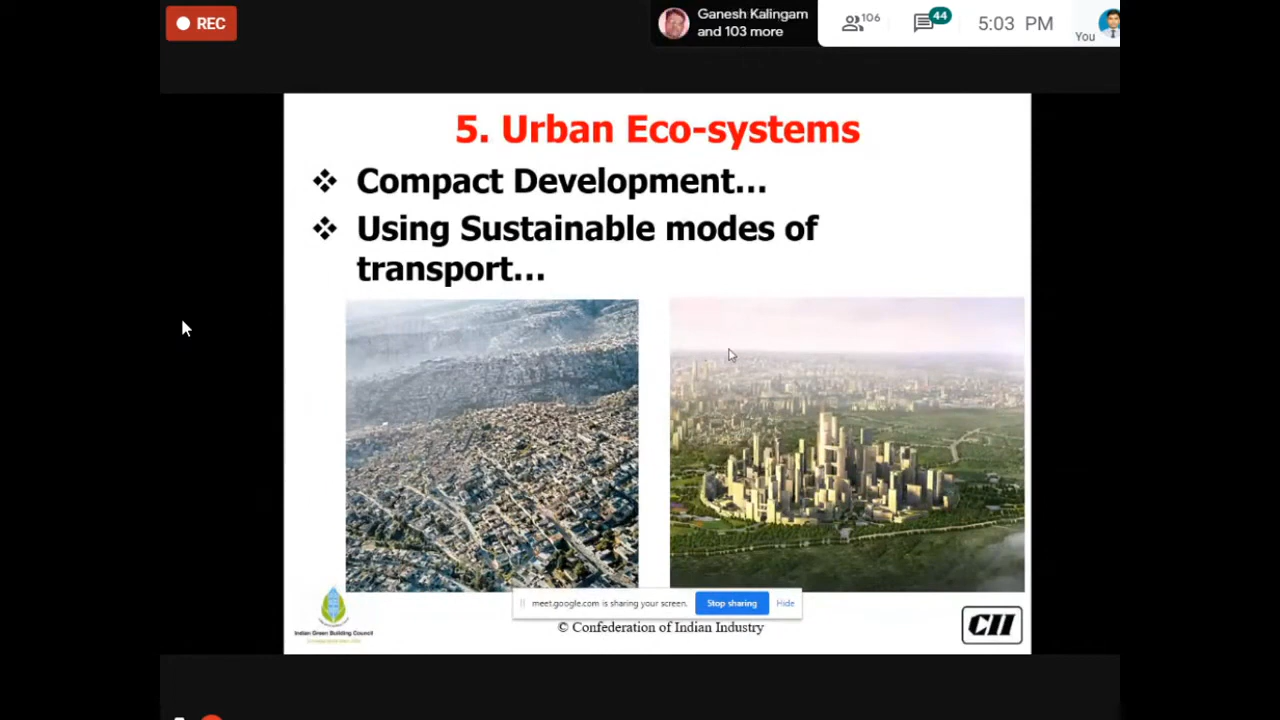 REC
Ganesh Kalingam
and 103 more
106
44
5:03 PM
You
5. Urban Eco-systems
Compact Development...
Using Sustainable modes of
transport...
meet.google.com is sharing your screen.
Stop sharing
Hide
Indian Green Building Council
© Confederation of Indian Industry
CII